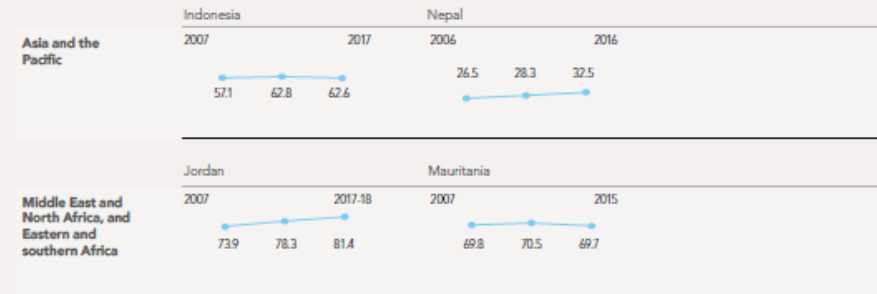 Indonesia Nepal
Asia and the
Pacific
2007 2017 2006 2016
26.5 28.3 32.5
57.1 62.8 62.6
Jordan Mauritania
Middle East and
North Africa, and
Eastern and
southern Africa
2007 2017-18 2007 2015
73.9 78.3 81.4 69.8 70.5 69.7